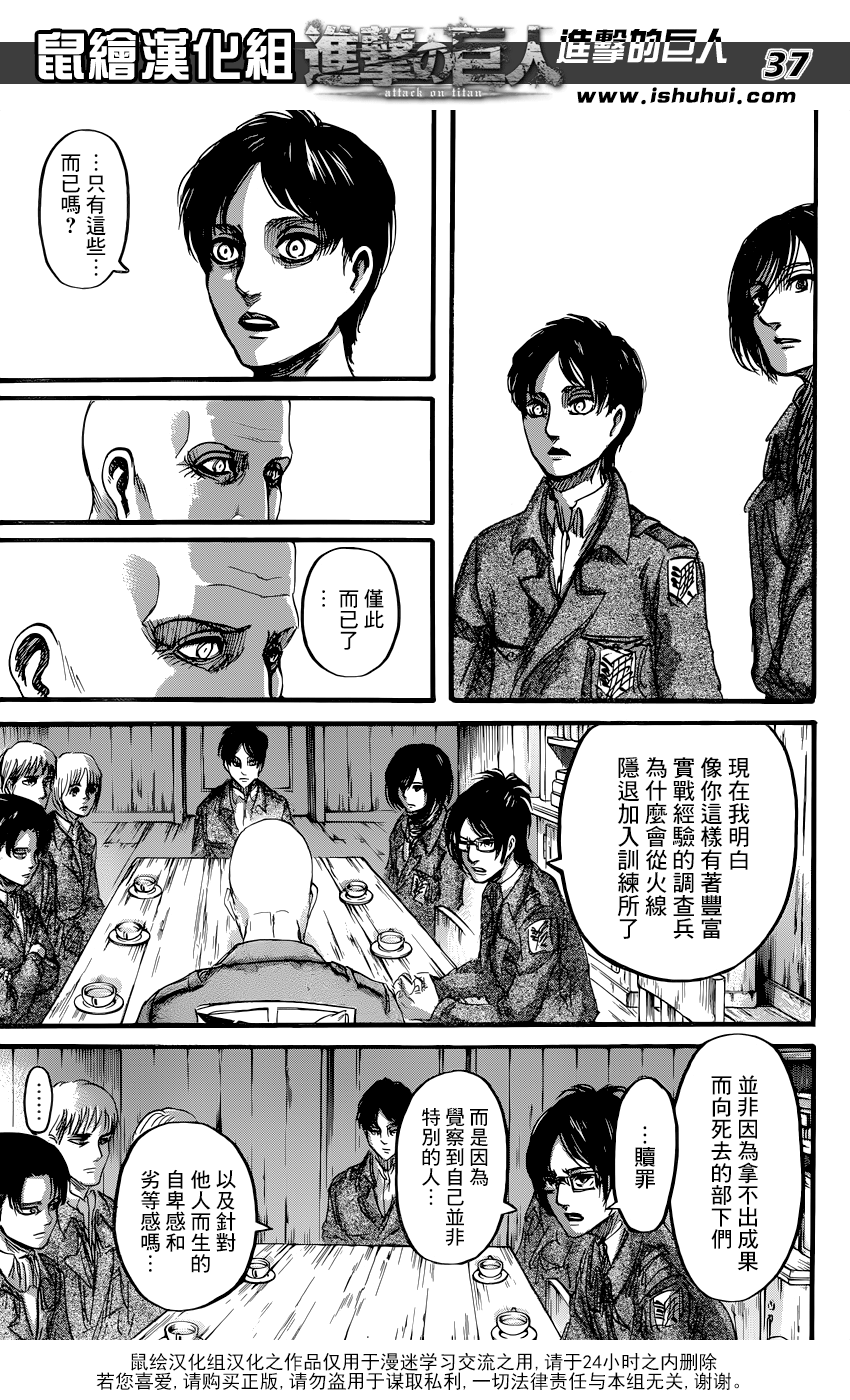 鼠繪漢化組
進撃の巨人
attack on titan
進撃的巨人
37
www.ishuhui.com
…只有這些…
而已嗎？
僅此
而已了
…
現在我明白
像你這樣有著豐富
實戰經驗的調查兵
為什麼會從火線
隱退加入訓練所了
並非因為拿不出成果
而向死去的部下們
…贖罪
而是因為
覺察到自己並非
特別的人…
以及針對
他人而生的
自卑感和
劣等感嗎…
……
鼠绘汉化组汉化之作品仅用于漫迷学习交流之用,请于24小时之内删除
若您喜爱,请购买正版,请勿盗用于谋取私利,一切法律责任与本组无关,谢谢。